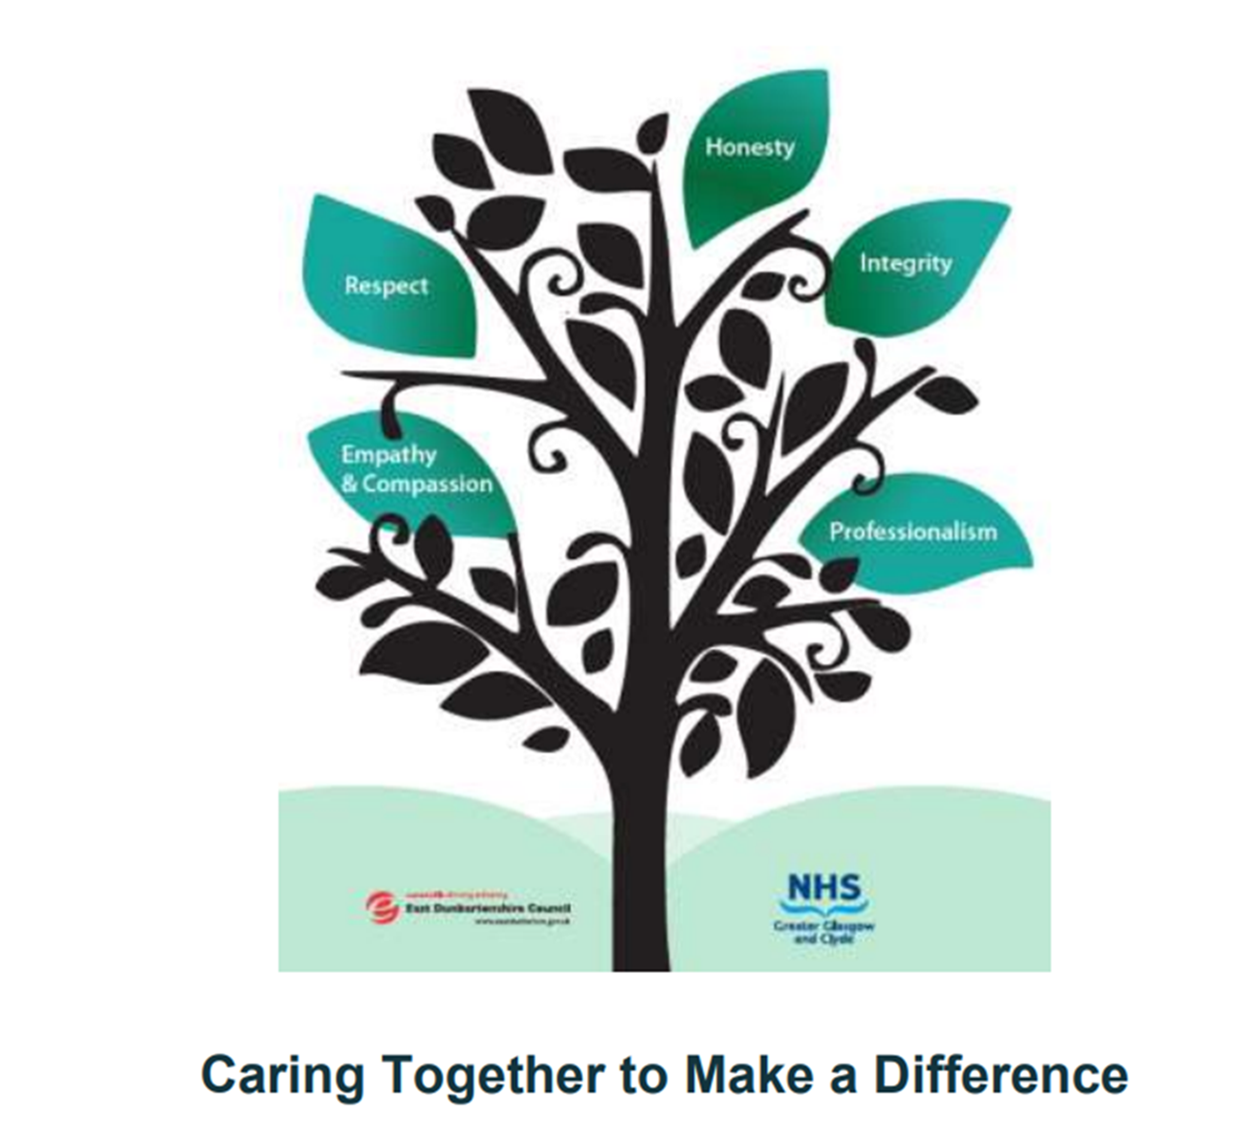 Honesty
Integrity
Respect
Empathy
& Compassion
Professionalism
East Dunbartonshire Council
NHS
Greater Glasgow
and Clyde
Caring Together to Make a Difference